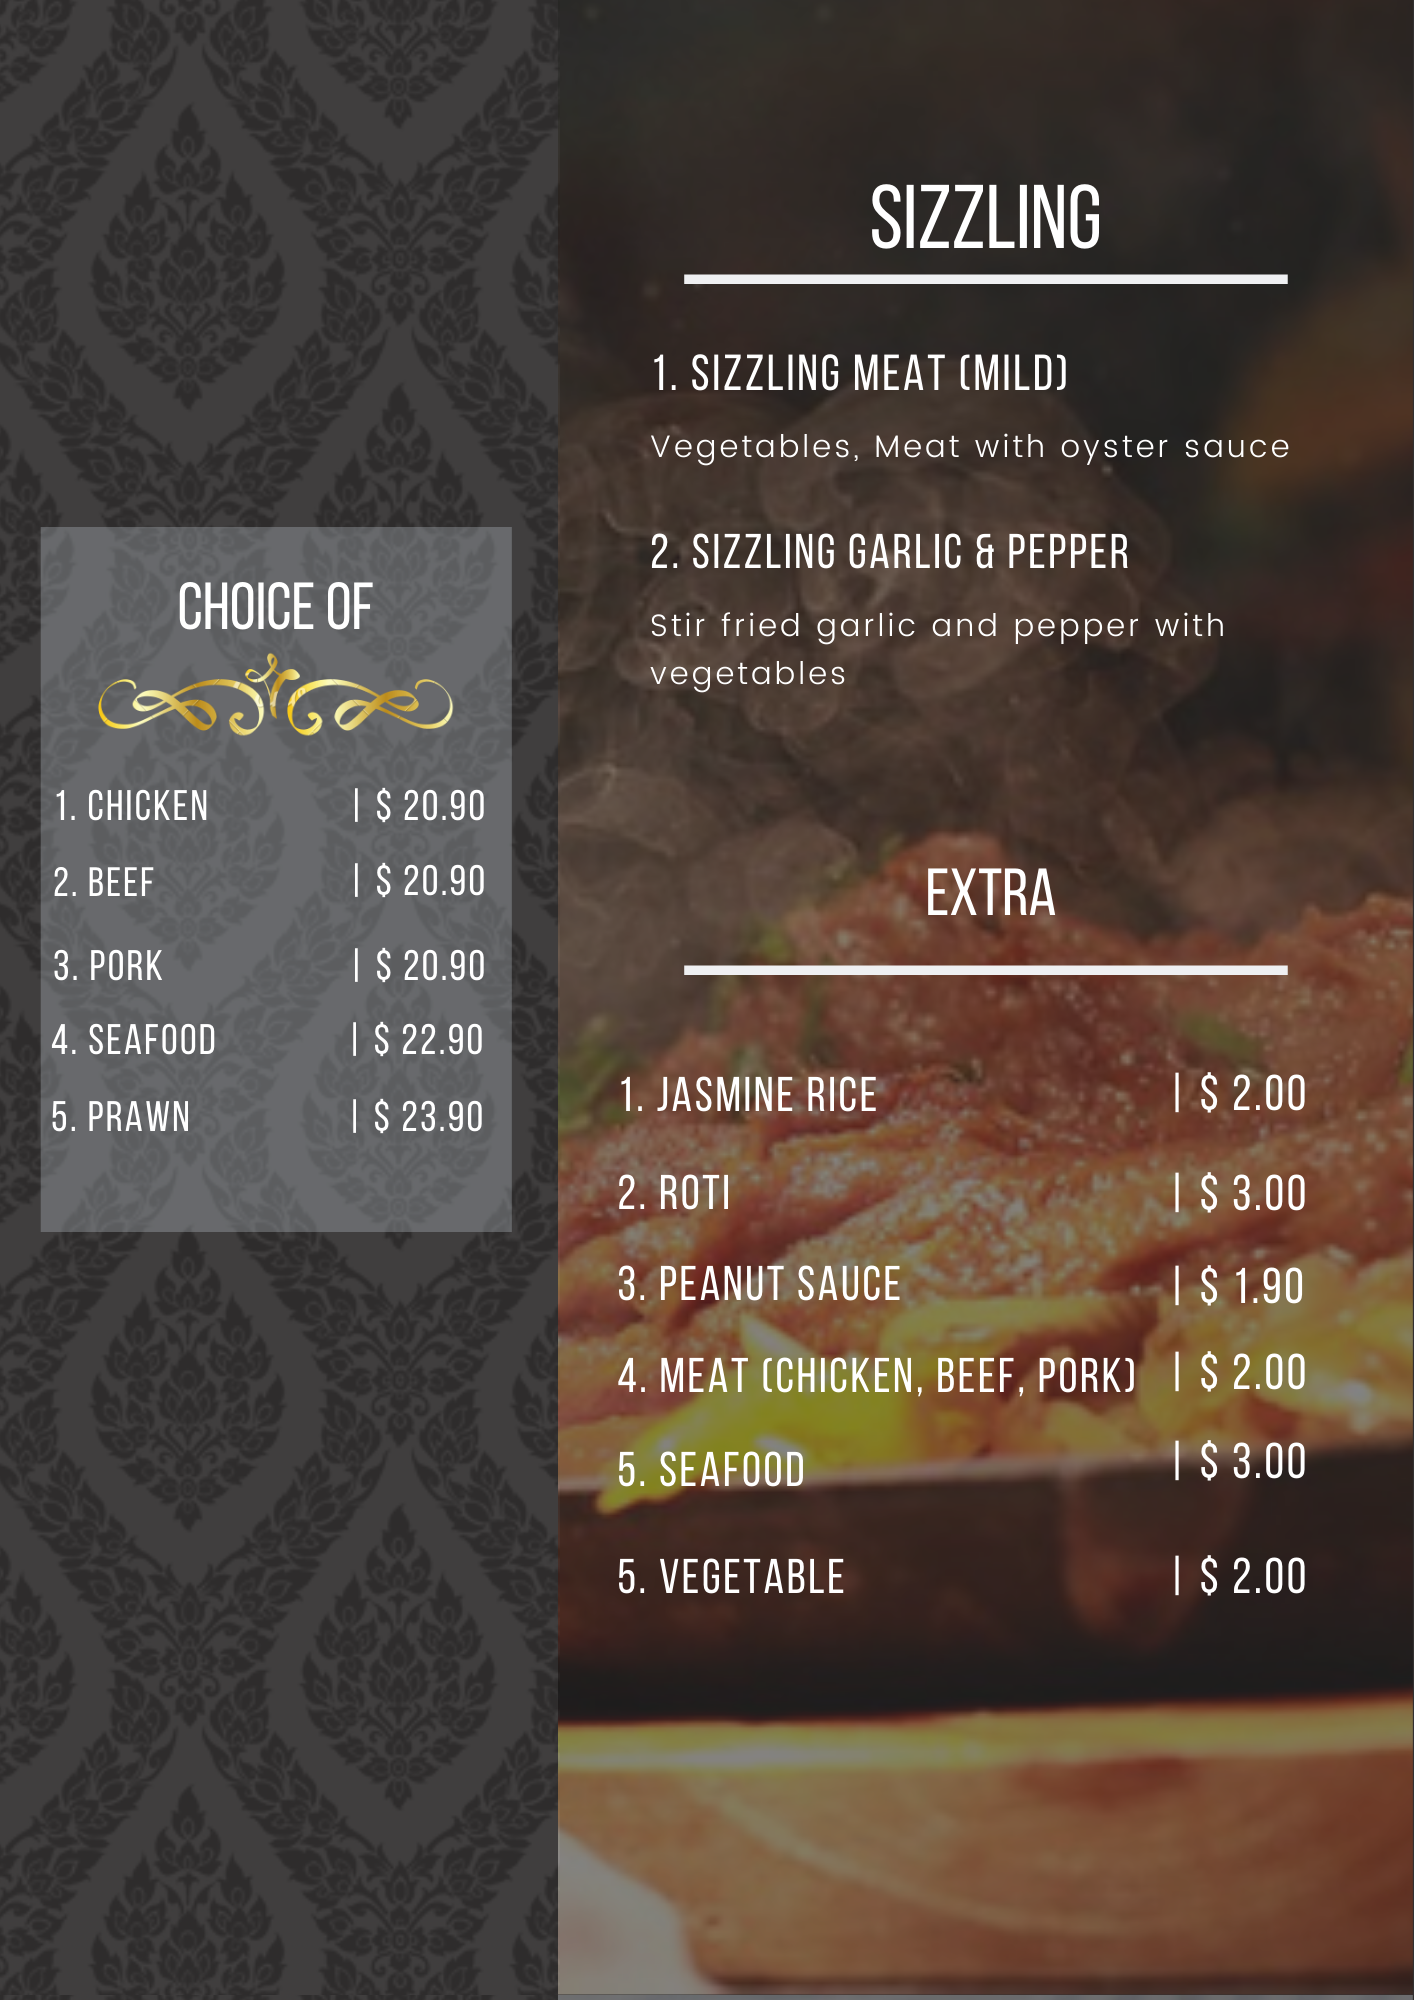 CHOICE OF
1. CHICKEN | $ 20.90
2. BEEF | $ 20.90
3. PORK | $ 20.90
4. SEAFOOD | $ 22.90
5. PRAWN | $ 23.90
SIZZLING
1. SIZZLING MEAT (MILD)
Vegetables, Meat with oyster sauce
2. SIZZLING GARLIC & PEPPER
Stir fried garlic and pepper with
vegetables
EXTRA
1. JASMINE RICE | $ 2.00
2. ROTI | $ 3.00
3. PEANUT SAUCE | $ 1.90
4. MEAT (CHICKEN, BEEF, PORK) | $ 2.00
5. SEAFOOD | $ 3.00
5. VEGETABLE | $ 2.00